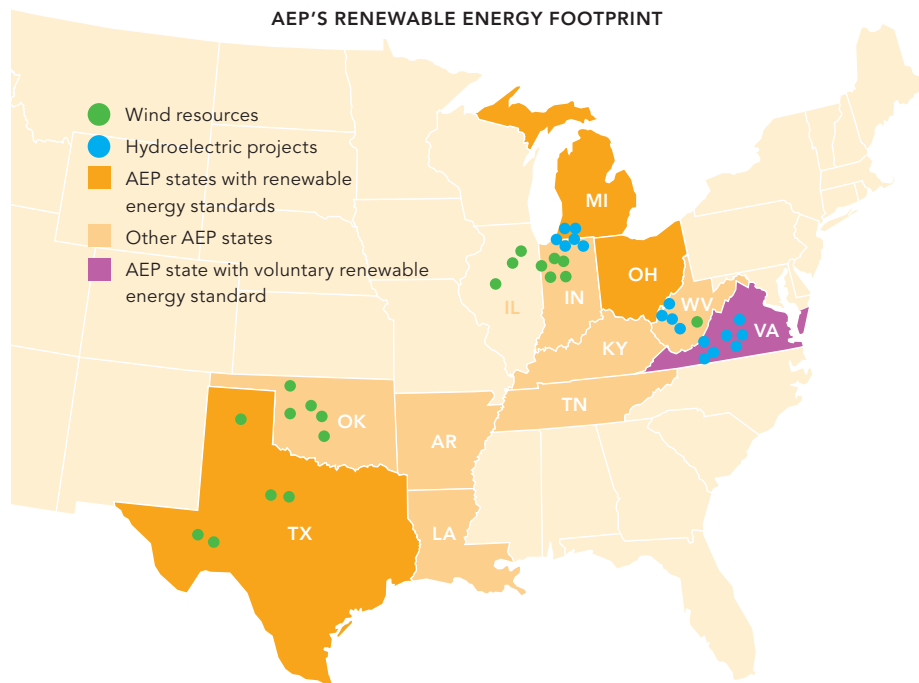 AEP'S RENEWABLE ENERGY FOOTPRINT
Wind resources
Hydroelectric projects
AEP states with renewable
energy standards
Other AEP states
AEP state with voluntary renewable
energy standard
MI
OH
IL
IN
WV
VA
KY
TN
OK
AR
TX
LA